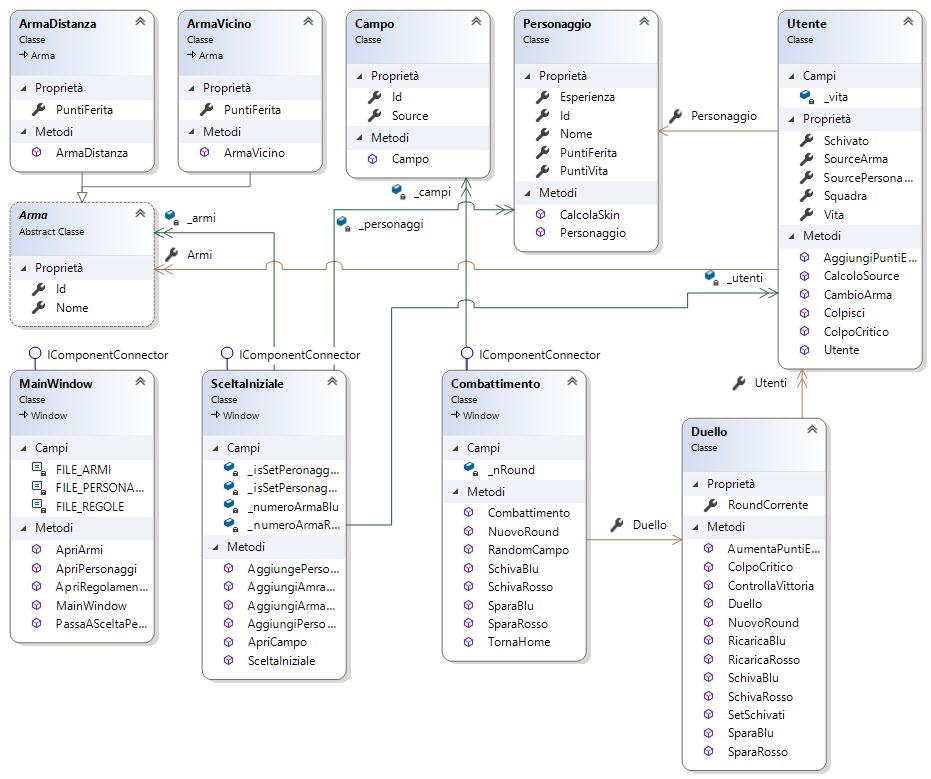 ArmaDistanza
Classe
Arma
Proprietà
PuntiFerita
Metodi
ArmaDistanza
ArmaVicino
Classe
Arma
Proprietà
PuntiFerita
Metodi
ArmaVicino
Campo
Classe
Proprietà
Id
Source
Metodi
Campo
Personaggio
Classe
Proprietà
Esperienza
Id
Nome
PuntiFerita
PuntiVita
Metodi
CalcolaSkin
Personaggio
Utente
Classe
Campi
_vita
Proprietà
Schivato
SourceArma
SourcePersona...
Squadra
Vita
Metodi
AggiungiPuntiE...
CalcoloSource
CambioArma
Colpisci
ColpoCritico
Utente
Personaggio
_campi
_personaggi
_armi
Armi
_utenti
Arma
Abstract Classe
Proprietà
Id
Nome
IComponentConnector
MainWindow
Classe
Window
Campi
FILE_ARMI
FILE_PERSONA...
FILE_REGOLE
Metodi
ApriArmi
ApriPersonaggi
ApriRegolamen...
MainWindow
PassaASceltaPe...
IComponentConnector
SceltaIniziale
Classe
Window
Campi
_isSetPeronagg...
_isSetPersonag...
_numeroArmaBlu
_numeroArmaR...
Metodi
AggiungePerso...
AggiungiAmra...
AggiungiArma...
AggiungiPerso...
ApriCampo
SceltaIniziale
IComponentConnector
Combattimento
Classe
Window
Campi
_nRound
Metodi
Combattimento
NuovoRound
RandomCampo
SchivaBlu
SchivaRosso
SparaBlu
SparaRosso
TornaHome
Duello
Utenti
Duello
Classe
Proprietà
RoundCorrente
Metodi
AumentaPuntiE...
ColpoCritico
ControllaVittoria
Duello
NuovoRound
RicaricaBlu
RicaricaRosso
SchivaBlu
SchivaRosso
SetSchivati
SparaBlu
SparaRosso